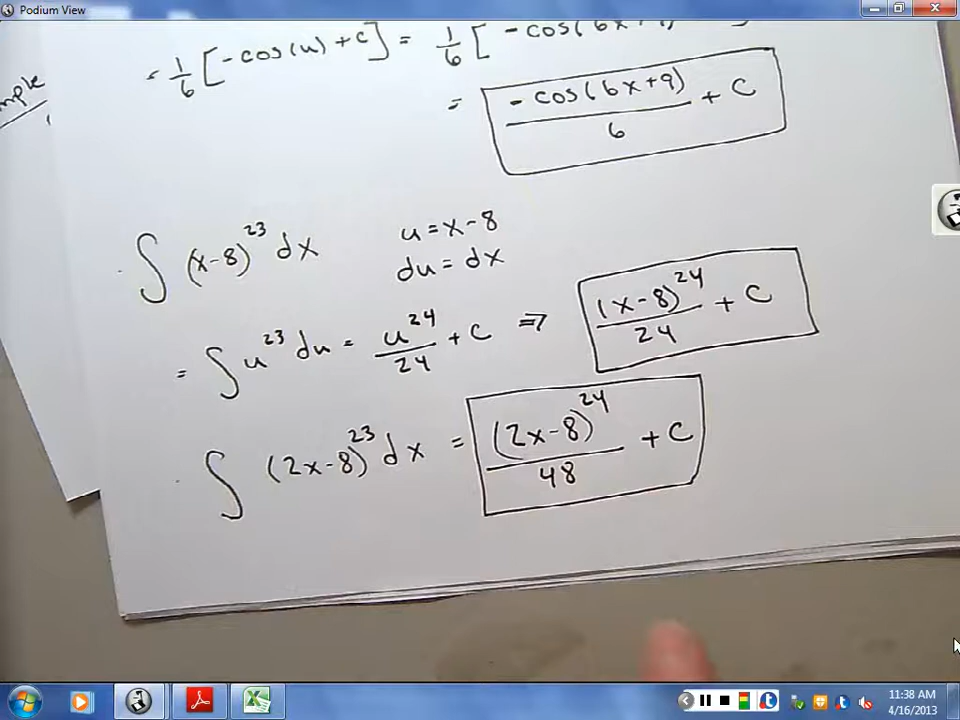 Podium View
= 1/6 [-cos(u) + c] = 1/6 [-cos(6x+9)
mple
= -cos(6x+9)/6 + C
∫ (x-8)^23 dx u = x-8
du = dx
= ∫ u^23 du = u^24/24 + C ⇒ (x-8)^24/24 + C
∫ (2x-8)^23 dx = (2x-8)^24/48 + C
11:38 AM
4/16/2013